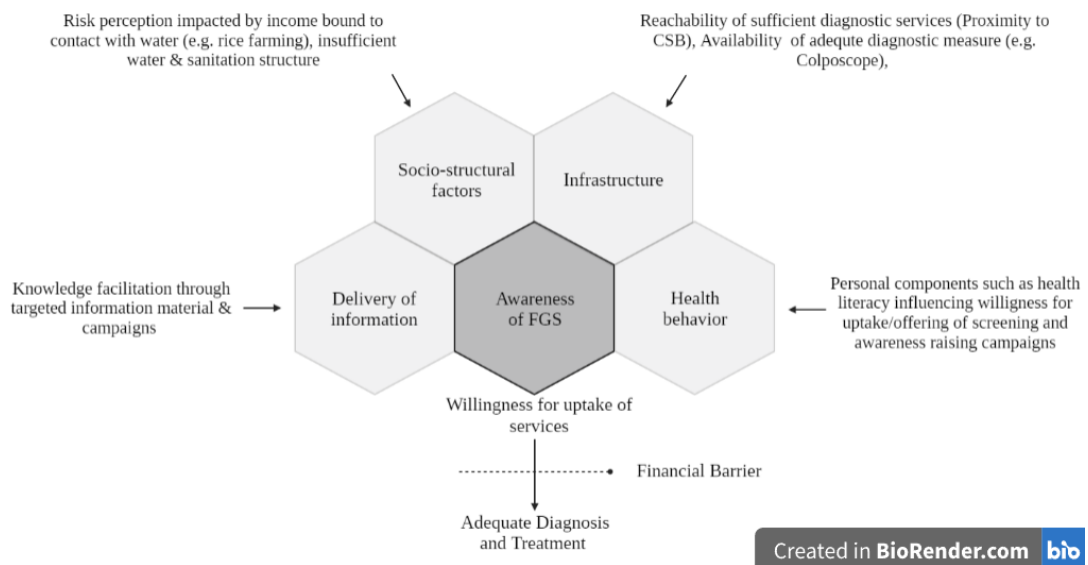 Risk perception impacted by income bound to
contact with water (e.g. rice farming), insufficient
water & sanitation structure
Reachability of sufficient diagnostic services (Proximity to
CSB), Availability of adequte diagnostic measure (e.g.
Colposcope),
Socio-structural
factors
Infrastructure
Knowledge facilitation through
targeted information material &
campaigns
Delivery of
information
Awareness
of FGS
Health
behavior
Personal components such as health
literacy influencing willigness for
uptake/offering of screening and
awareness raising campaigns
Willingness for uptake of
services
Financial Barrier
Adequate Diagnosis
and Treatment
Created in BioRender.com bio